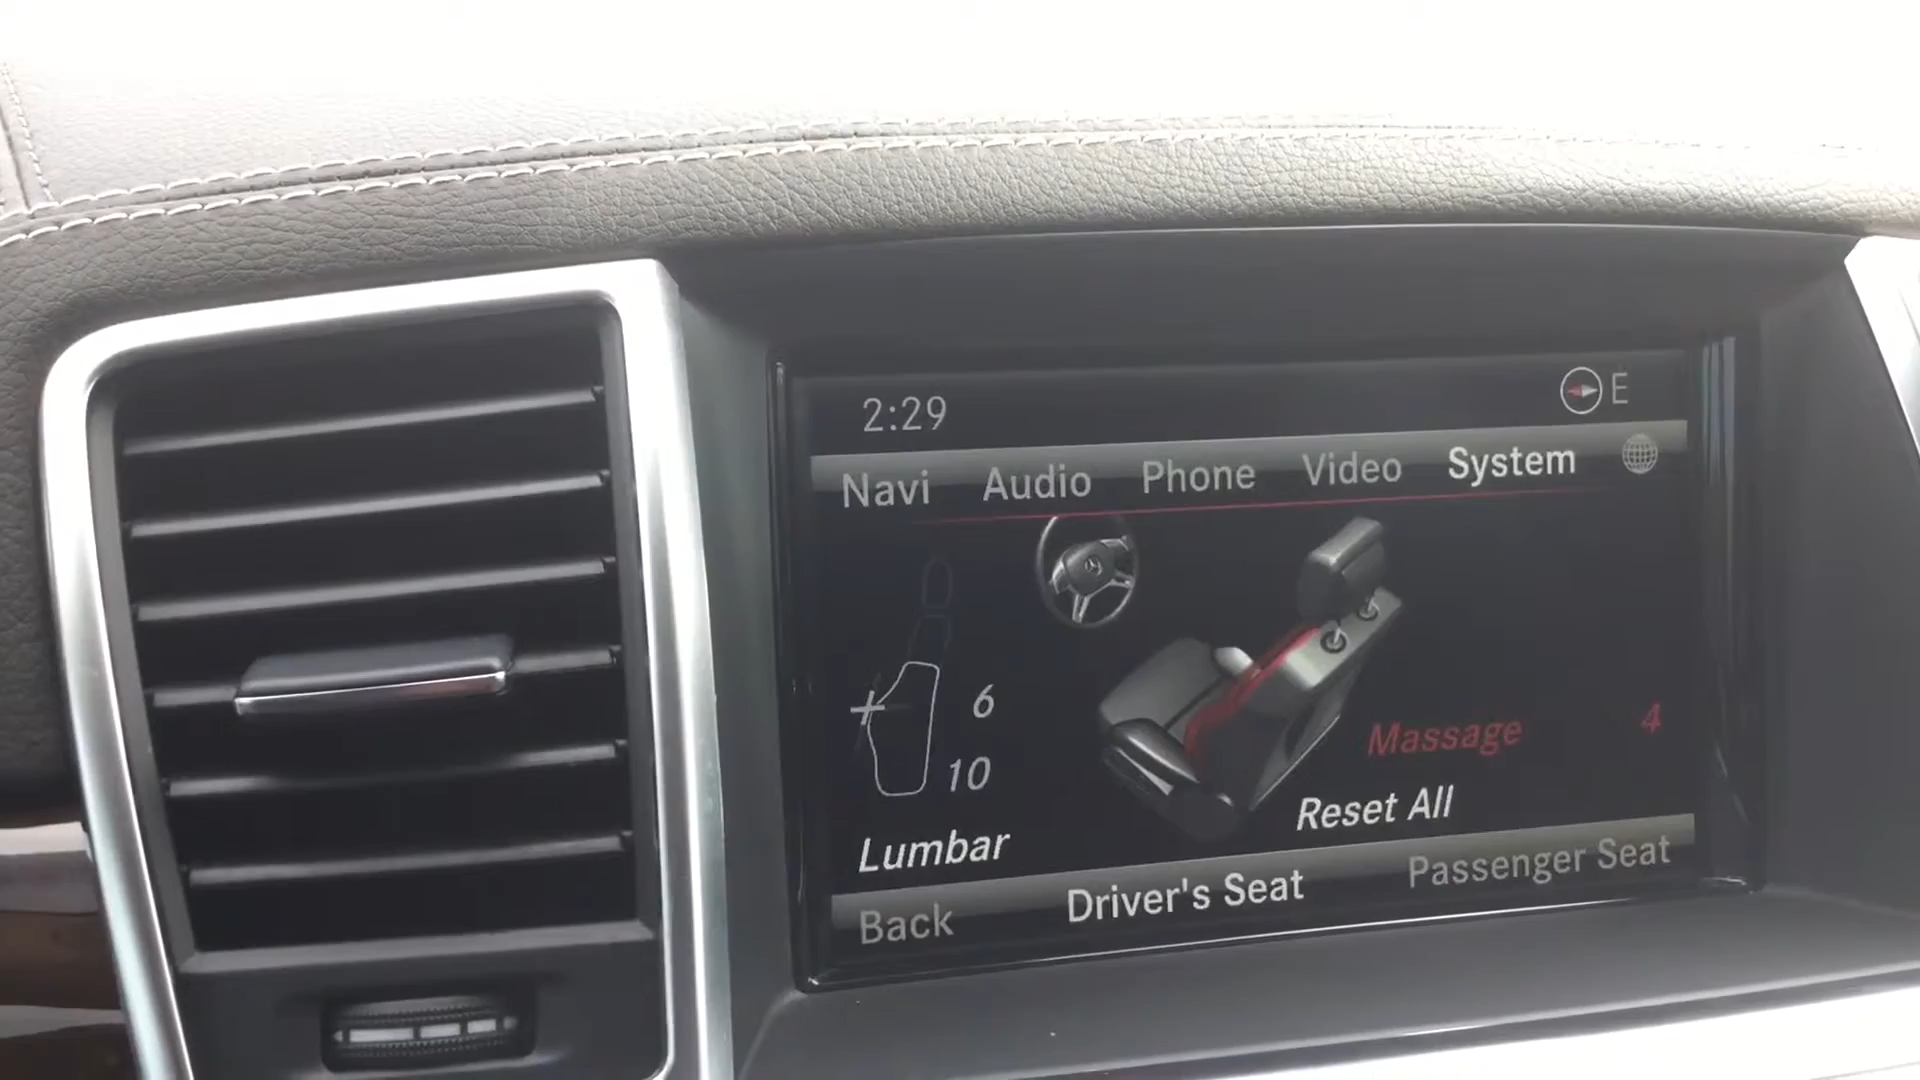 2:29 E
Navi Audio Phone Video System
6
10
Massage 4
Reset All
Lumbar
Back Driver's Seat Passenger Seat